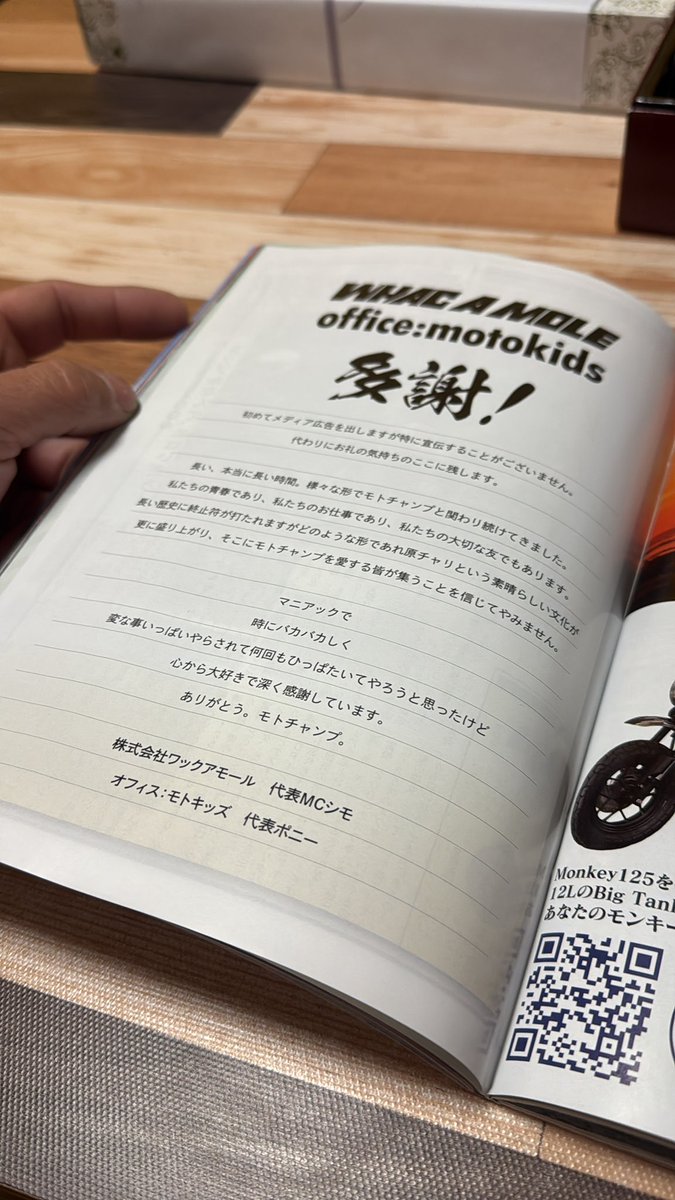 WHAC A MOLE
office:motokids
多謝!
初めてメディア広告を出しますが特に宣伝することがございません。
代わりにお礼の気持ちのここに残します。
長い、本当に長い時間。様々な形でモトチャンプと関わり続けてきました。
私たちの青春であり、私たちのお仕事であり、私たちの大切な友でもあります。
長い歴史に終止符が打たれますがどのような形であれ原チャリという素晴らしい文化が
更に盛り上がり、そこにモトチャンプを愛する皆が集うことを信じてやみません。
マニアックで
時にバカバカしく
変な事いっぱいやらされて何回もひっぱたいてやろうと思ったけど
心から大好きで深く感謝しています。
ありがとう。モトチャンプ。
株式会社ワックアモール 代表MCシモ
オフィス:モトキッズ 代表ポニー
Monkey125を
12LのBig Tan
あなたのモンキー